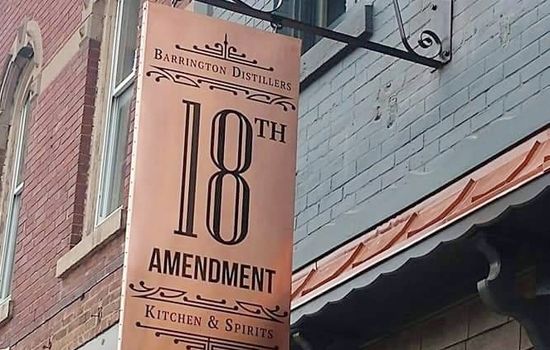 BARRINGTON DISTILLERS
18TH
AMENDMENT
KITCHEN & SPIRITS